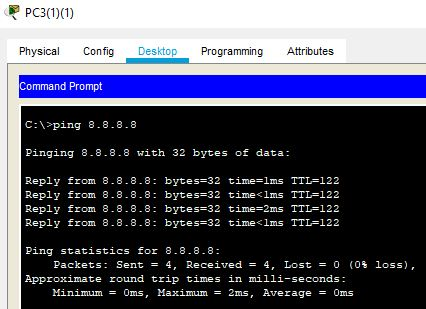 PC3(1)(1)
Physical Config Desktop Programming Attributes
Command Prompt
C:\>ping 8.8.8.8
Pinging 8.8.8.8 with 32 bytes of data:
Reply from 8.8.8.8: bytes=32 time=1ms TTL=122
Reply from 8.8.8.8: bytes=32 time<1ms TTL=122
Reply from 8.8.8.8: bytes=32 time=2ms TTL=122
Reply from 8.8.8.8: bytes=32 time<1ms TTL=122
Ping statistics for 8.8.8.8:
Packets: Sent = 4, Received = 4, Lost = 0 (0% loss),
Approximate round trip times in milli-seconds:
Minimum = 0ms, Maximum = 2ms, Average = 0ms